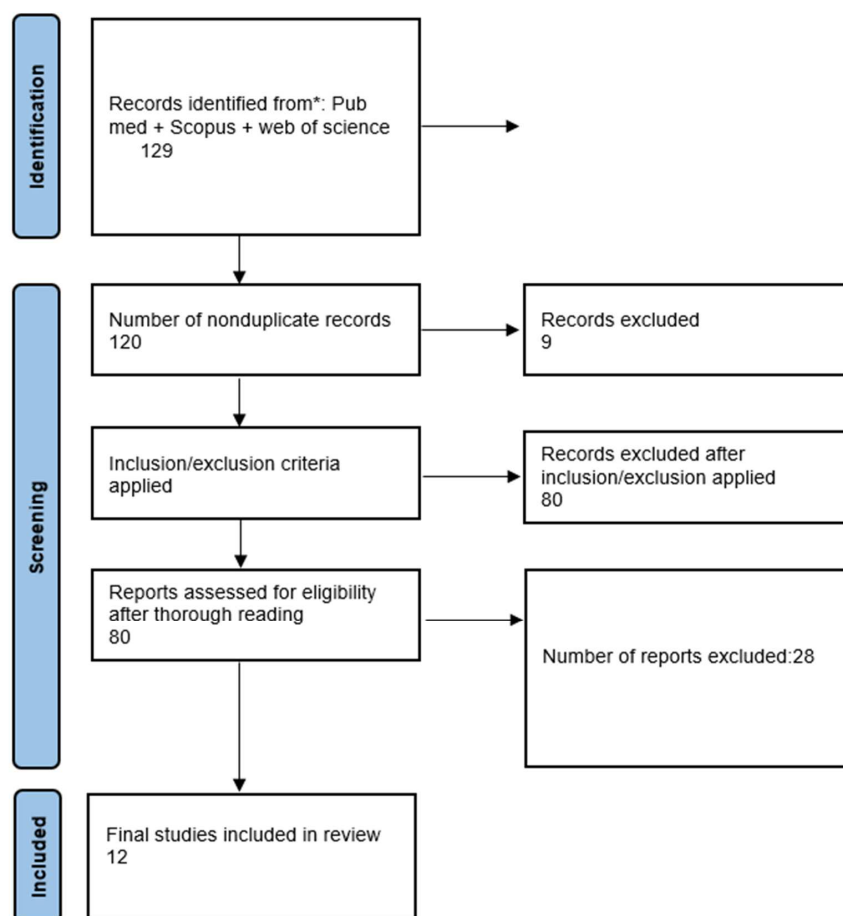 Identification
Records identified from*: Pub
med + Scopus + web of science
129
Screening
Number of nonduplicate records
120
Records excluded
9
Inclusion/exclusion criteria
applied
Records excluded after
inclusion/exclusion applied
80
Reports assessed for eligibility
after thorough reading
80
Number of reports excluded:28
Included
Final studies included in review
12